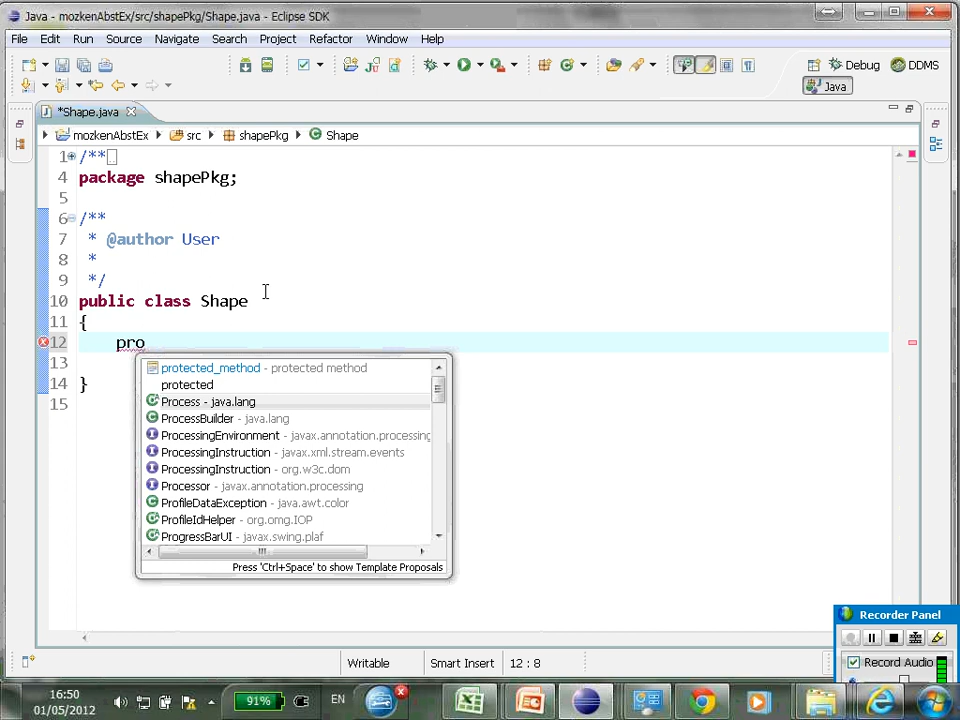 Java - mozkenAbstEx/src/shapePkg/Shape.java - Eclipse SDK
File Edit Run Source Navigate Search Project Refactor Window Help
Debug DDMS
Java
*Shape.java
mozkenAbstEx src shapePkg Shape
1 /**
4 package shapePkg;
5
6 /**
7 * @author User
8 *
9 */
10 public class Shape
11 {
12 pro
13
14 }
15
protected_method - protected method
protected
Process - java.lang
ProcessBuilder - java.lang
ProcessingEnvironment - javax.annotation.processing
ProcessingInstruction - javax.xml.stream.events
ProcessingInstruction - org.w3c.dom
Processor - javax.annotation.processing
ProfileDataException - java.awt.color
ProfileIdHelper - org.omg.IOP
ProgressBarUI - javax.swing.plaf
Press 'Ctrl+Space' to show Template Proposals
Recorder Panel
Record Audio
Writable Smart Insert 12 : 8
16:50
01/05/2012
91%
EN